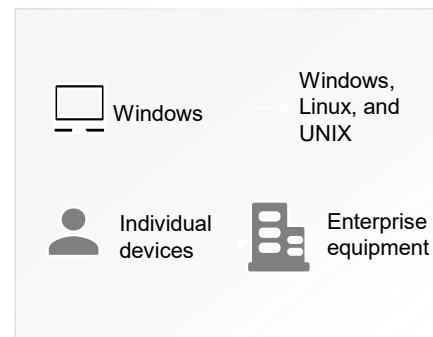 Windows
Windows,
Linux, and
UNIX
Individual
devices
Enterprise
equipment